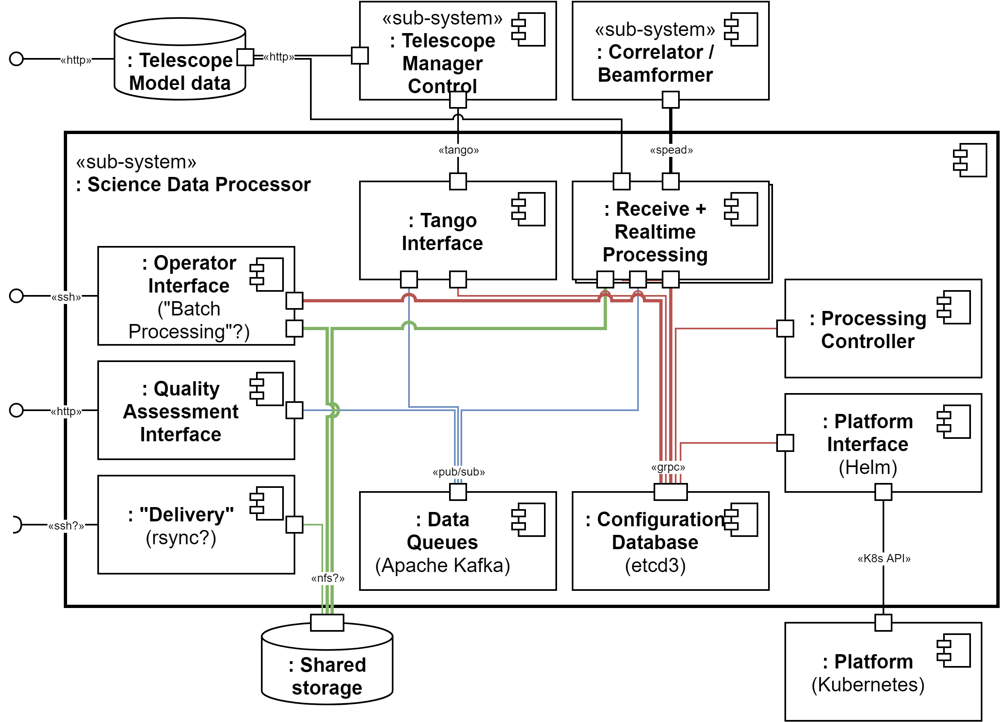 «http»
: Telescope
Model data
«http»
«sub-system»
: Telescope
Manager
Control
«sub-system»
: Correlator /
Beamformer
«tango»
«spead»
«sub-system»
: Science Data Processor
: Tango
Interface
: Receive +
Realtime
Processing
«ssh»
: Operator
Interface
("Batch
Processing"?)
: Processing
Controller
«http»
: Quality
Assessment
Interface
: Platform
Interface
(Helm)
«pub/sub»
«grpc»
«ssh?»
: "Delivery"
(rsync?)
: Data
Queues
(Apache Kafka)
: Configuration
Database
(etcd3)
«K8s API»
«nfs?»
: Shared
storage
: Platform
(Kubernetes)